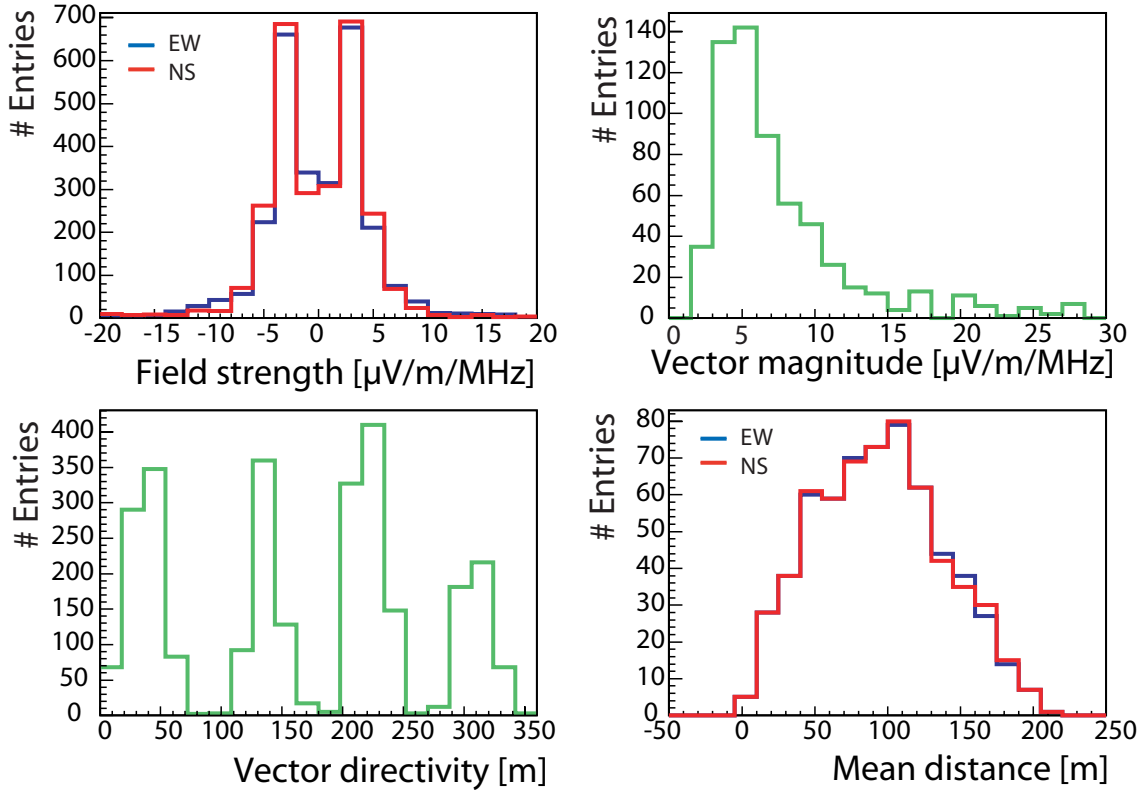 # Entries
700
600
500
400
300
200
100
0
EW
NS
-20 -15 -10 -5 0 5 10 15 20
Field strength [µV/m/MHz]
# Entries
140
120
100
80
60
40
20
0
0 5 10 15 20 25 30
Vector magnitude [µV/m/MHz]
# Entries
400
350
300
250
200
150
100
50
0
0 50 100 150 200 250 300 350
Vector directivity [m]
# Entries
80
70
60
50
40
30
20
10
0
EW
NS
-50 0 50 100 150 200 250
Mean distance [m]